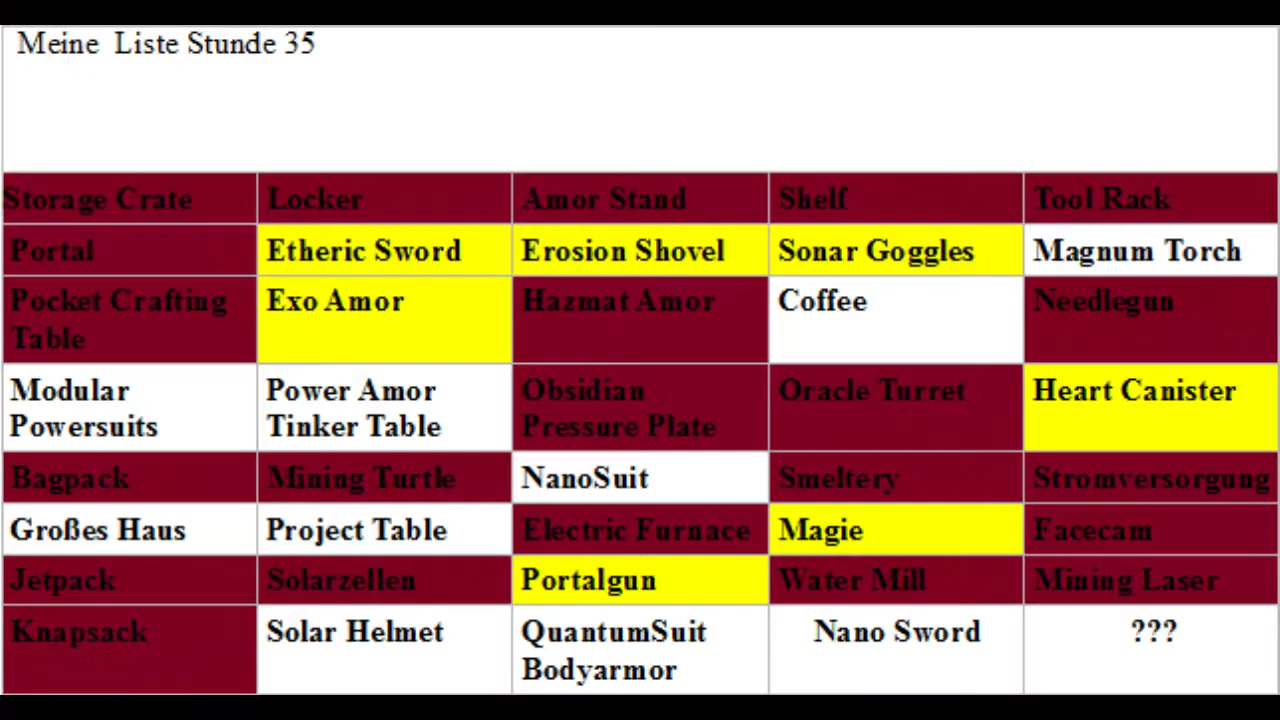 Meine Liste Stunde 35
Storage Crate Locker Amor Stand Shelf Tool Rack
Portal Etheric Sword Erosion Shovel Sonar Goggles Magnum Torch
Pocket Crafting Exo Amor Hazmat Amor Coffee Needlegun
Table
Modular Power Amor Obsidian Oracle Turret Heart Canister
Powersuits Tinker Table Pressure Plate
Bagpack Mining Turtle NanoSuit Smeltery Stromversorgung
Großes Haus Project Table Electric Furnace Magie Facecam
Jetpack Solarzellen Portalgun Water Mill Mining Laser
Knapsack Solar Helmet QuantumSuit Nano Sword ???
Bodyarmor